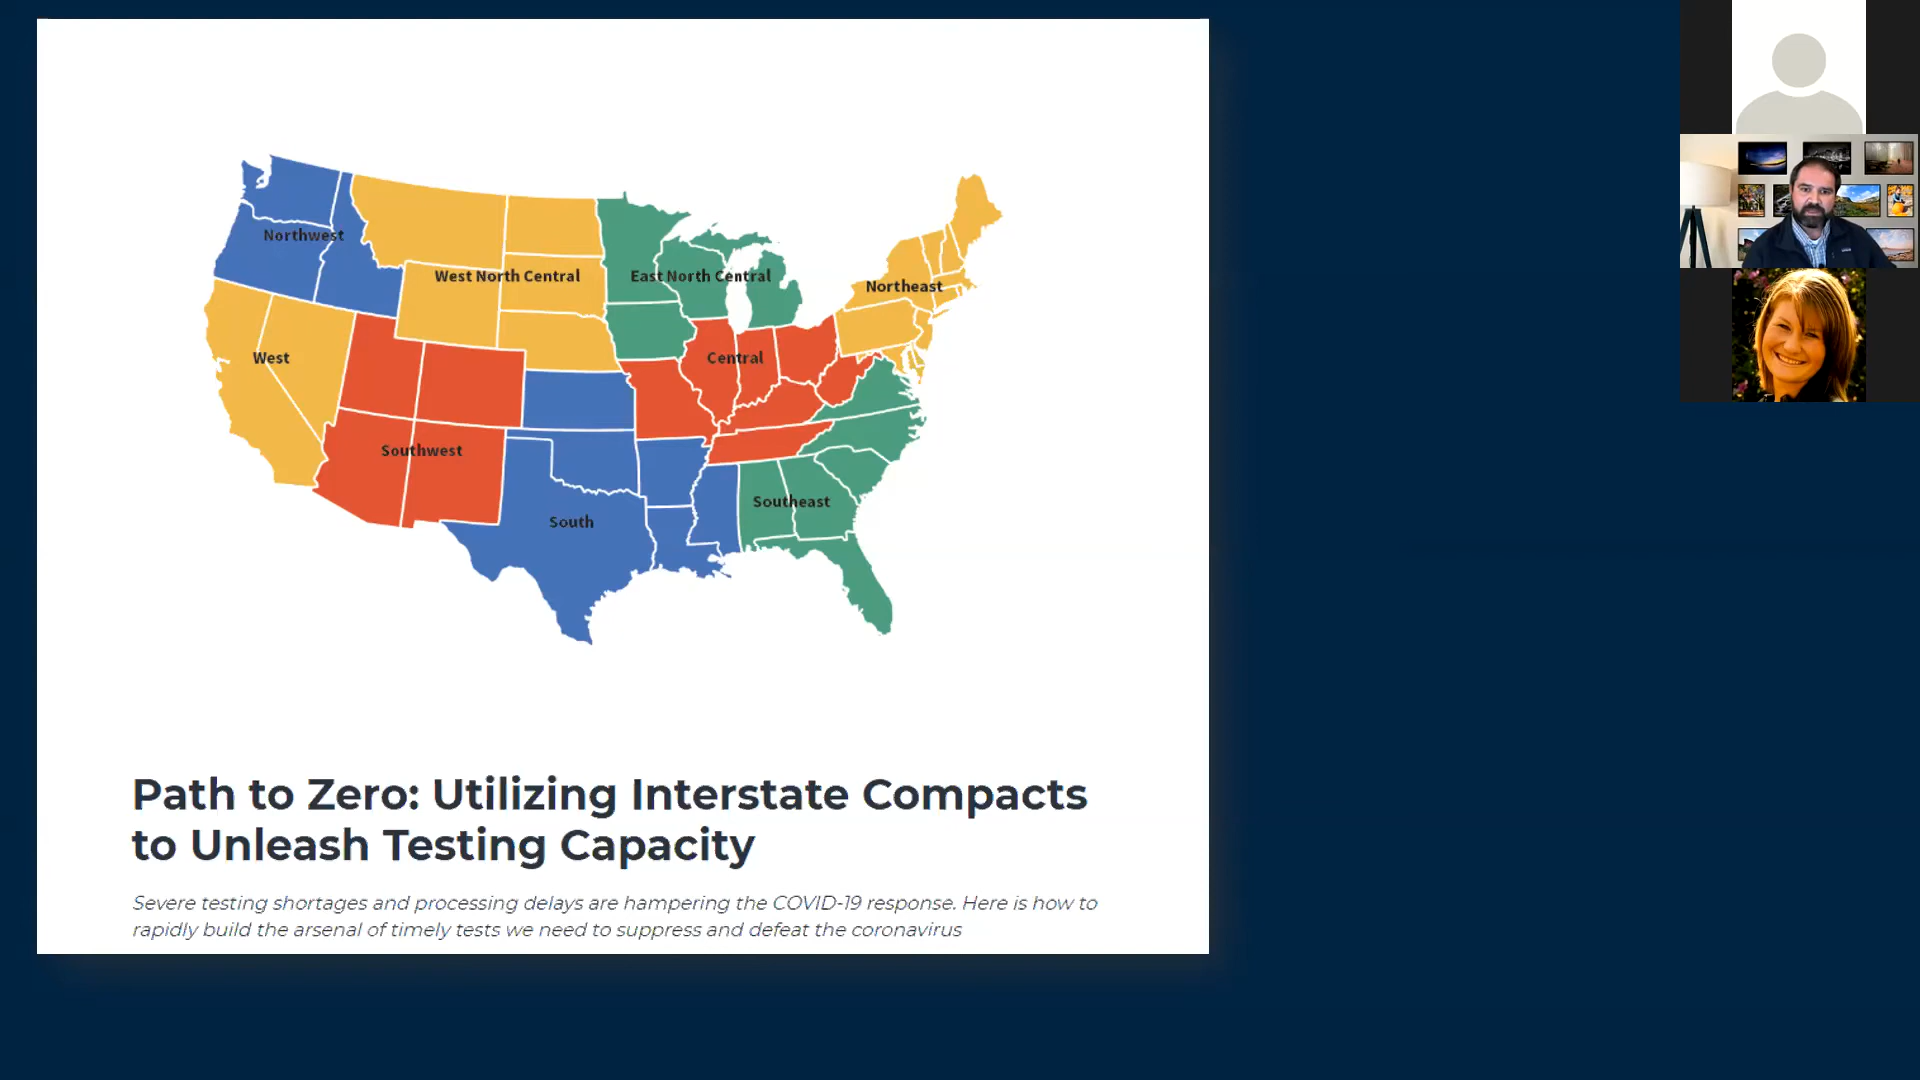 Northwest
West North Central
East North Central
Northeast
West
Central
Southwest
Southeast
South
Path to Zero: Utilizing Interstate Compacts
to Unleash Testing Capacity
Severe testing shortages and processing delays are hampering the COVID-19 response. Here is how to
rapidly build the arsenal of timely tests we need to suppress and defeat the coronavirus